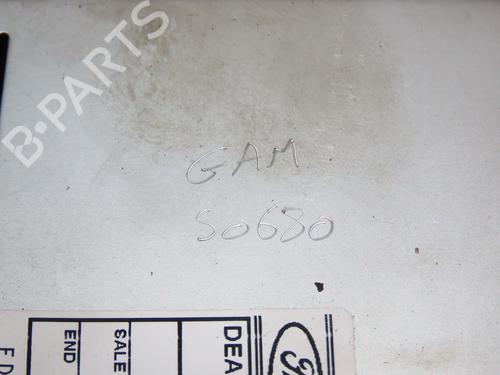 B-PARTS
GAM
S0680
DEA
SALE
END